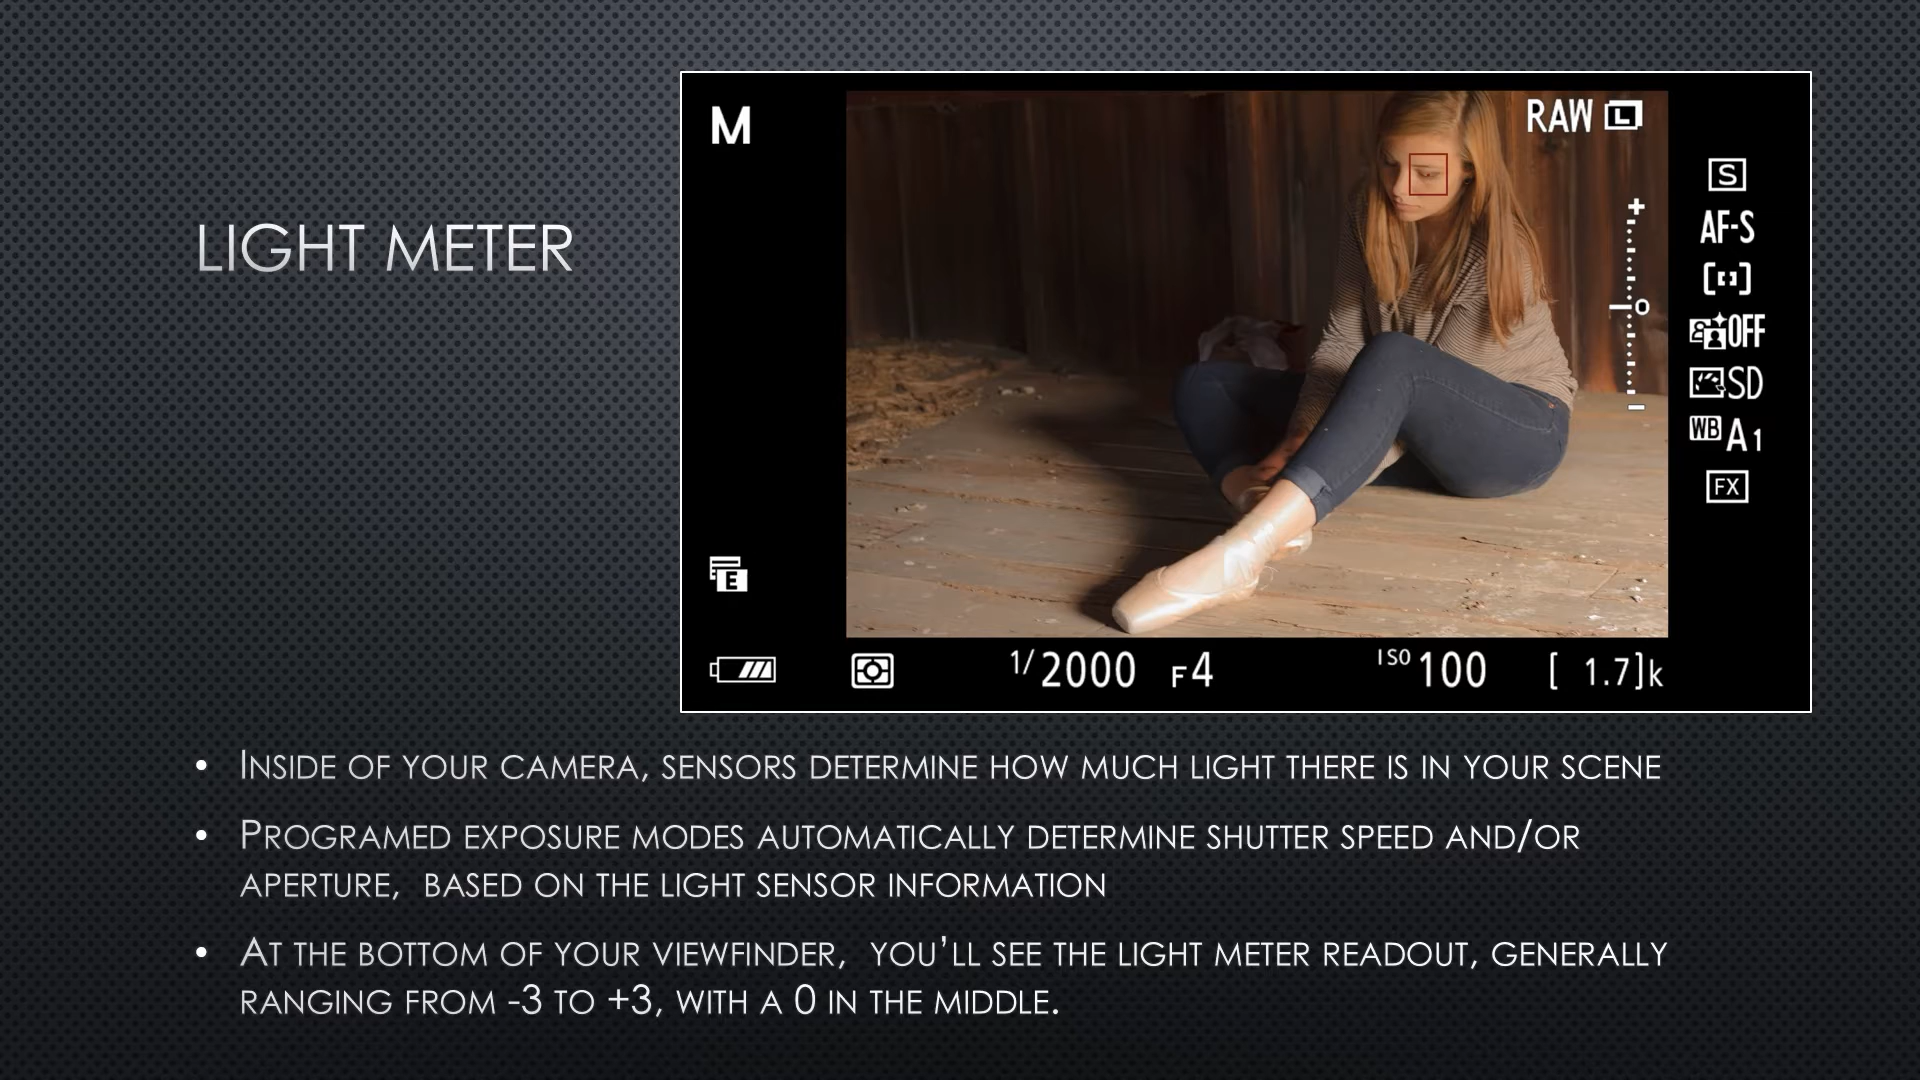 LIGHT METER
M
RAW L
S
AF-S
+
0
-
OFF
SD
WB A1
FX
E
1/2000 F4 ISO 100 [ 1.7]k
• Inside of your camera, sensors determine how much light there is in your scene
• Programed exposure modes automatically determine shutter speed and/or
aperture, based on the light sensor information
• At the bottom of your viewfinder, you’ll see the light meter readout, generally
ranging from -3 to +3, with a 0 in the middle.